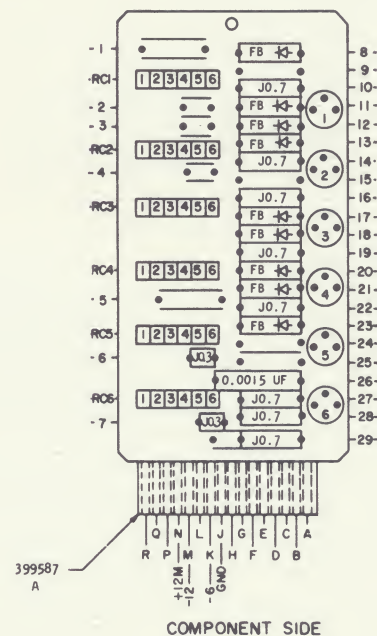 -1
FB
8
9
-RC1
1 2 3 4 5 6
J0.7
10
-2
FB
11
1
-3
FB
12
-RC2
1 2 3 4 5 6
FB
13
-4
J0.7
14
2
15
-RC3
1 2 3 4 5 6
J0.7
16
FB
17
3
FB
18
J0.7
19
-RC4
1 2 3 4 5 6
FB
20
-5
FB
21
4
J0.7
22
-RC5
1 2 3 4 5 6
FB
23
24
5
-6
J0.3
25
0.0015 UF
26
-RC6
1 2 3 4 5 6
J0.7
27
6
-7
J0.3
J0.7
28
J0.7
29
R Q P N M L K J H G F E D C B A
+12M
-12
-6
GND
399587
A
COMPONENT SIDE